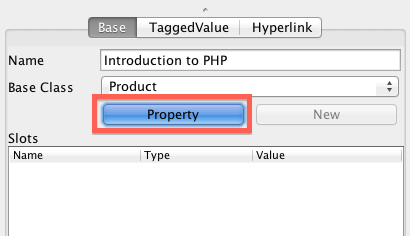 Base TaggedValue Hyperlink
Name Introduction to PHP
Base Class Product
Property New
Slots
Name Type Value